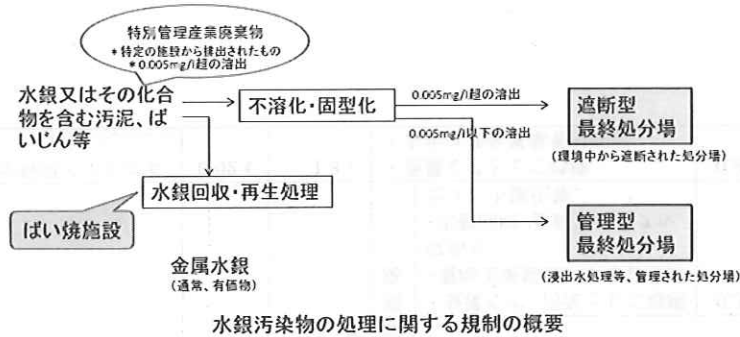 特別管理産業廃棄物
*特定の施設から排出されたもの
*0.005mg/l超の溶出
水銀又はその化合
物を含む汚泥、ば
いじん等
不溶化・固型化
0.005mg/l超の溶出
0.005mg/l以下の溶出
遮断型
最終処分場
(環境中から遮断された処分場)
水銀回収・再生処理
ばい焼施設
管理型
最終処分場
(浸出水処理等、管理された処分場)
金属水銀
(通常、有価物)
水銀汚染物の処理に関する規制の概要